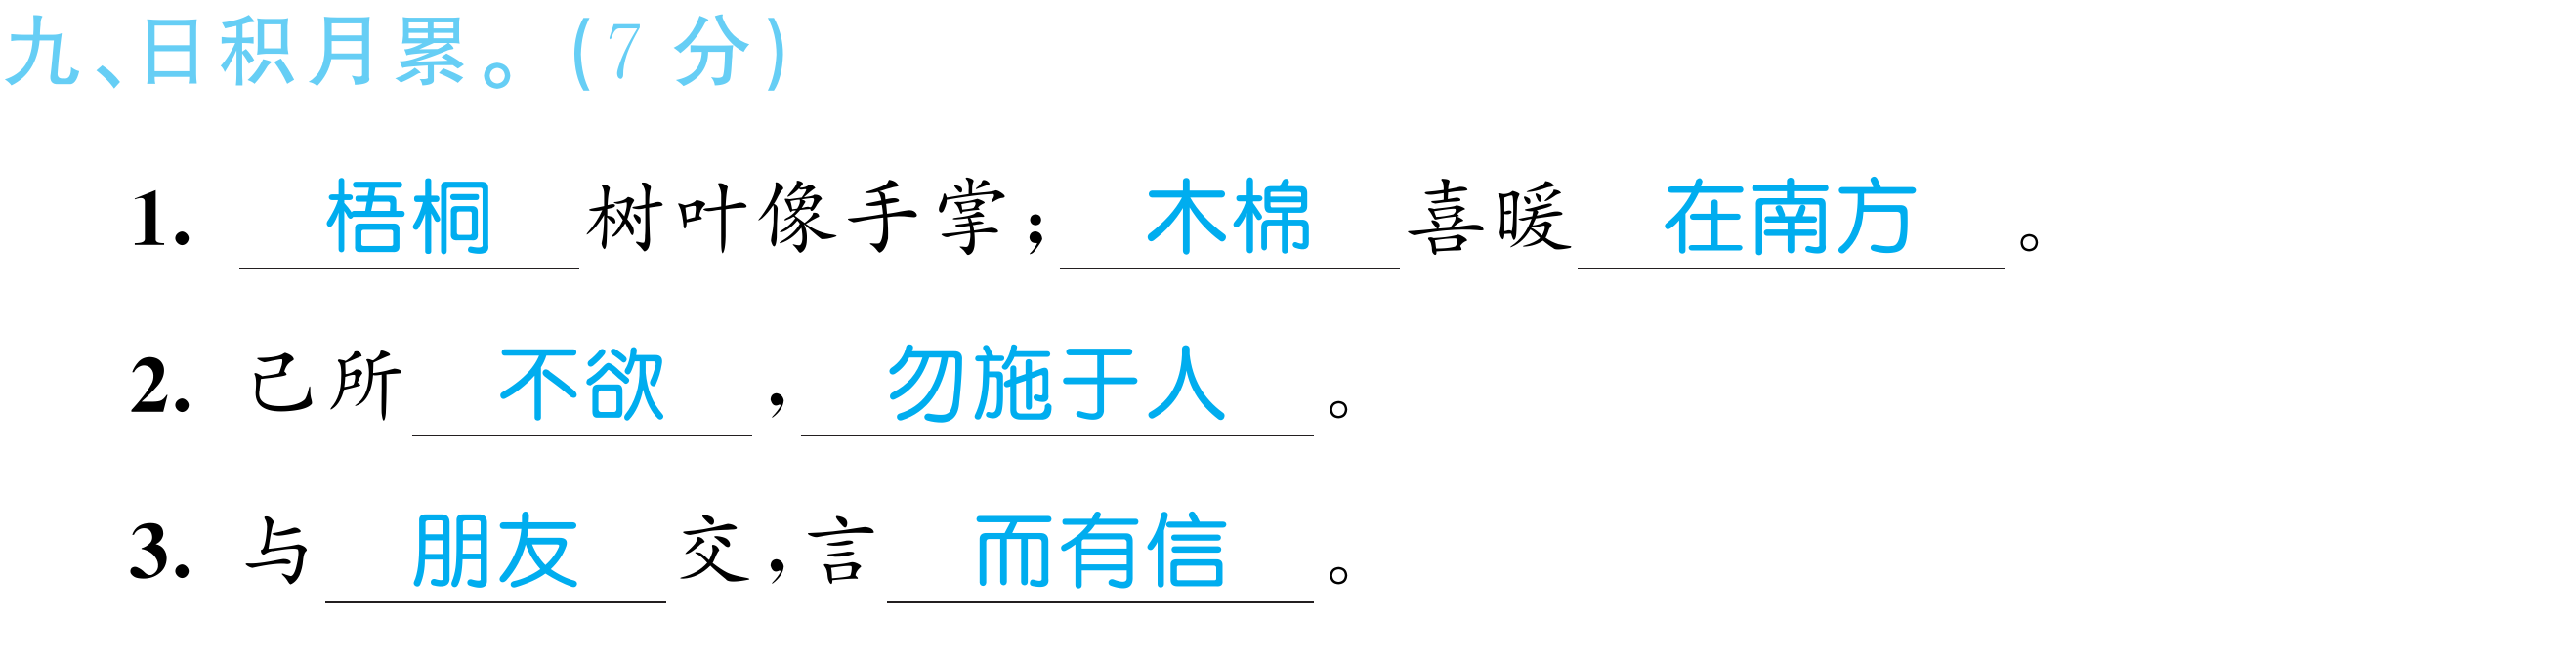 九、日积月累。(7 分)
1. 梧桐树叶像手掌;木棉喜暖在南方。
2. 己所不欲,勿施于人。
3. 与朋友交,言而有信。